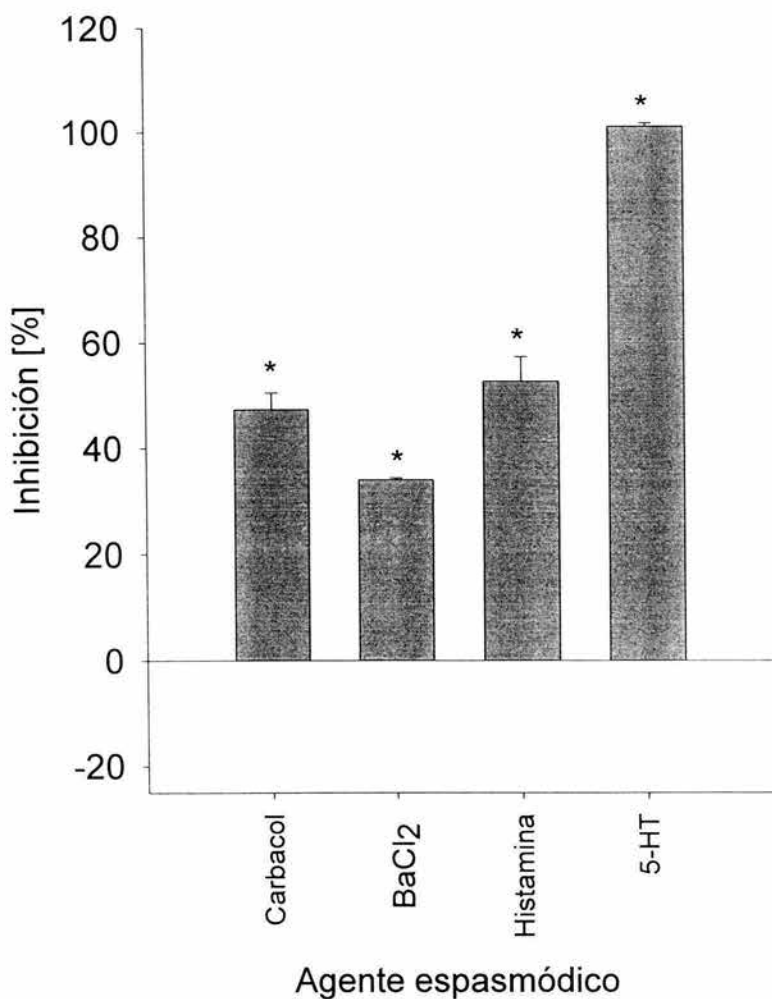 Inhibición [%]
120
100
80
60
40
20
0
-20
*
*
*
*
Carbacol
BaCl2
Histamina
5-HT
Agente espasmódico